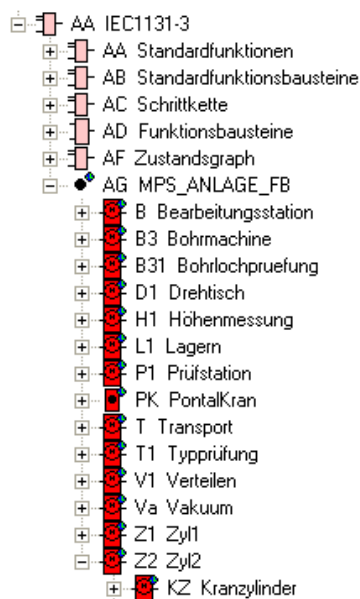 AA IEC1131-3
AA Standardfunktionen
AB Standardfunktionsbausteine
AC Schrittkette
AD Funktionsbausteine
AF Zustandsgraph
AG MPS_ANLAGE_FB
B Bearbeitungsstation
B3 Bohrmachine
B31 Bohrlochpruefung
D1 Drehtisch
H1 Höhenmessung
L1 Lagern
P1 Prüfstation
PK PontalKran
T Transport
T1 Typprüfung
V1 Verteilen
Va Vakuum
Z1 Zyl1
Z2 Zyl2
KZ Kranzylinder